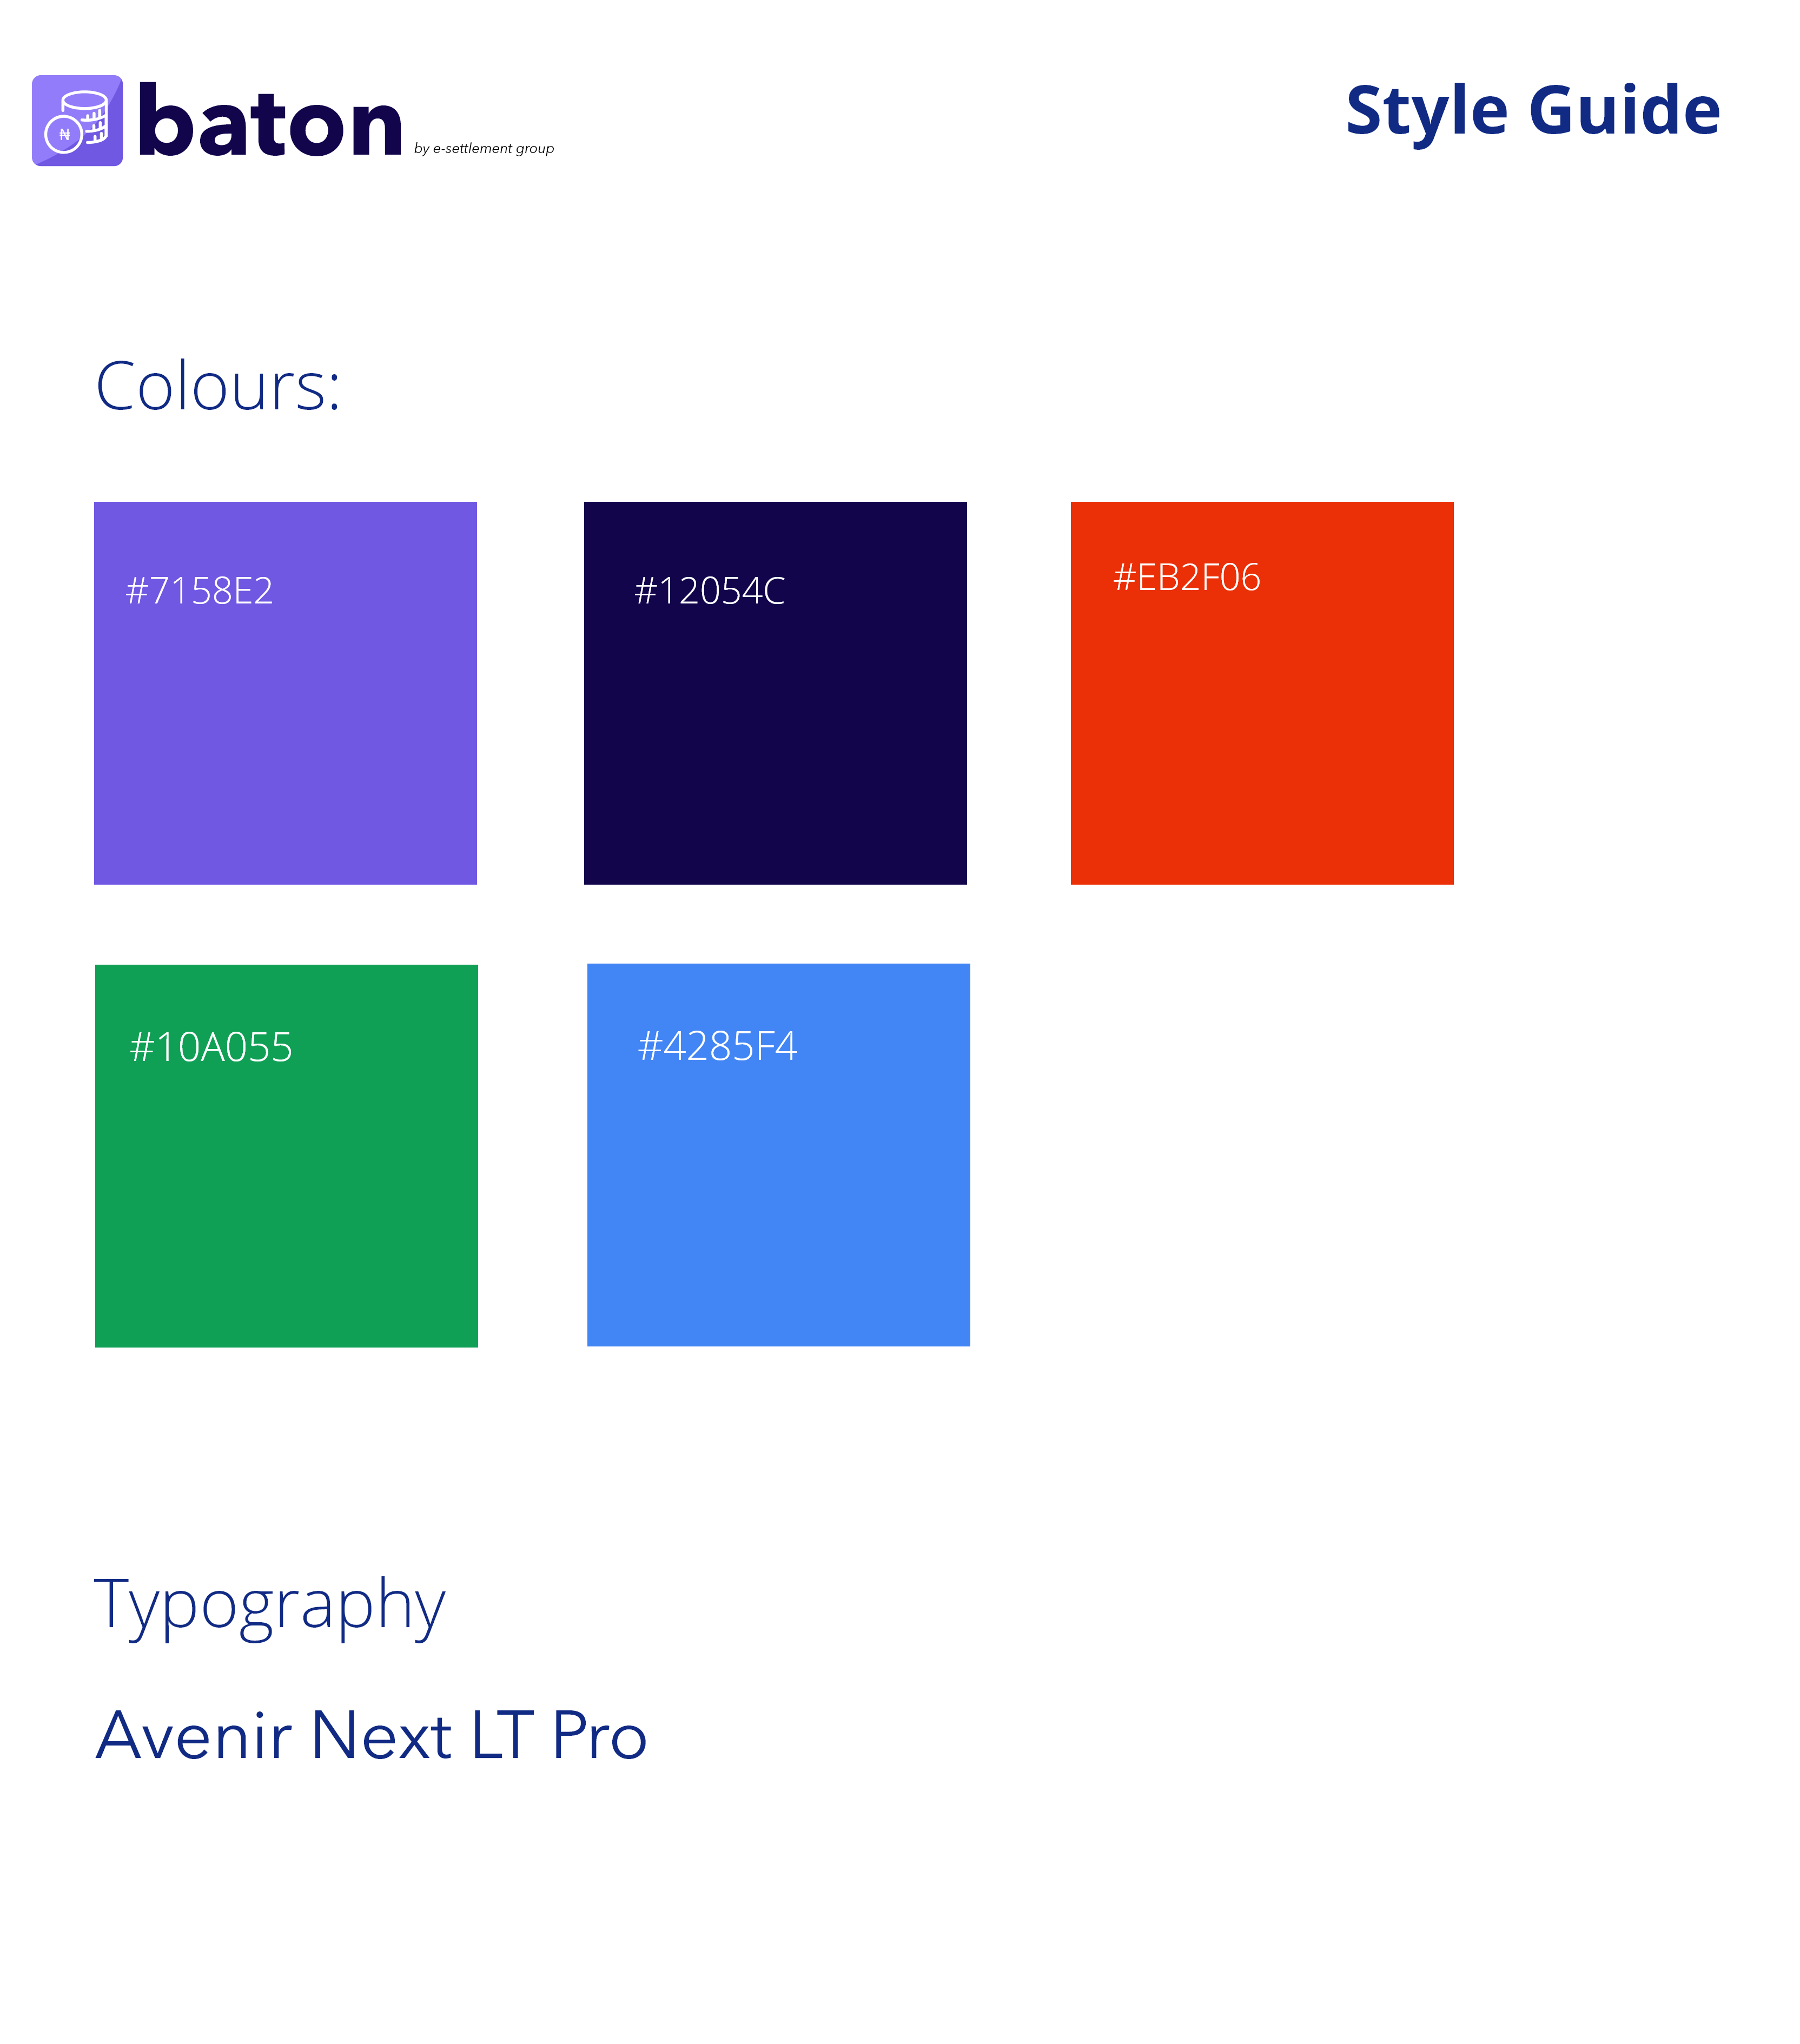 ₦
baton by e-settlement group
Style Guide
Colours:
#7158E2
#12054C
#EB2F06
#10A055
#4285F4
Typography
Avenir Next LT Pro